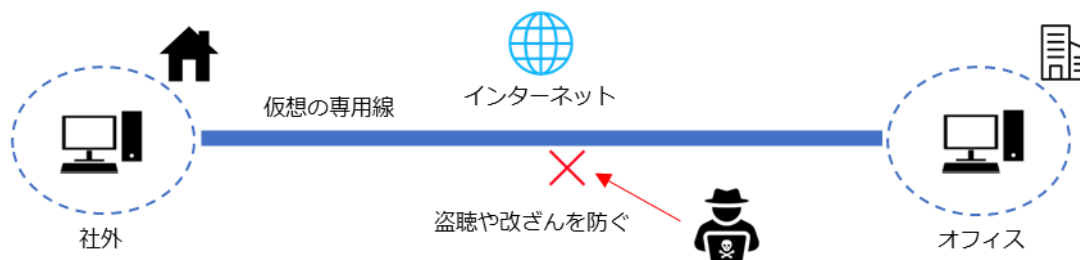 インターネット
仮想の専用線
盗聴や改ざんを防ぐ
社外
オフィス